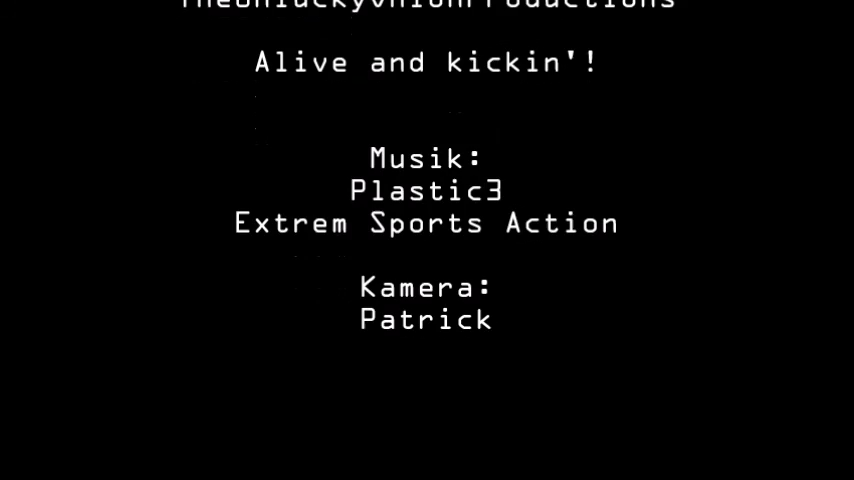 Alive and kickin'!
Musik:
Plastic3
Extrem Sports Action
Kamera:
Patrick